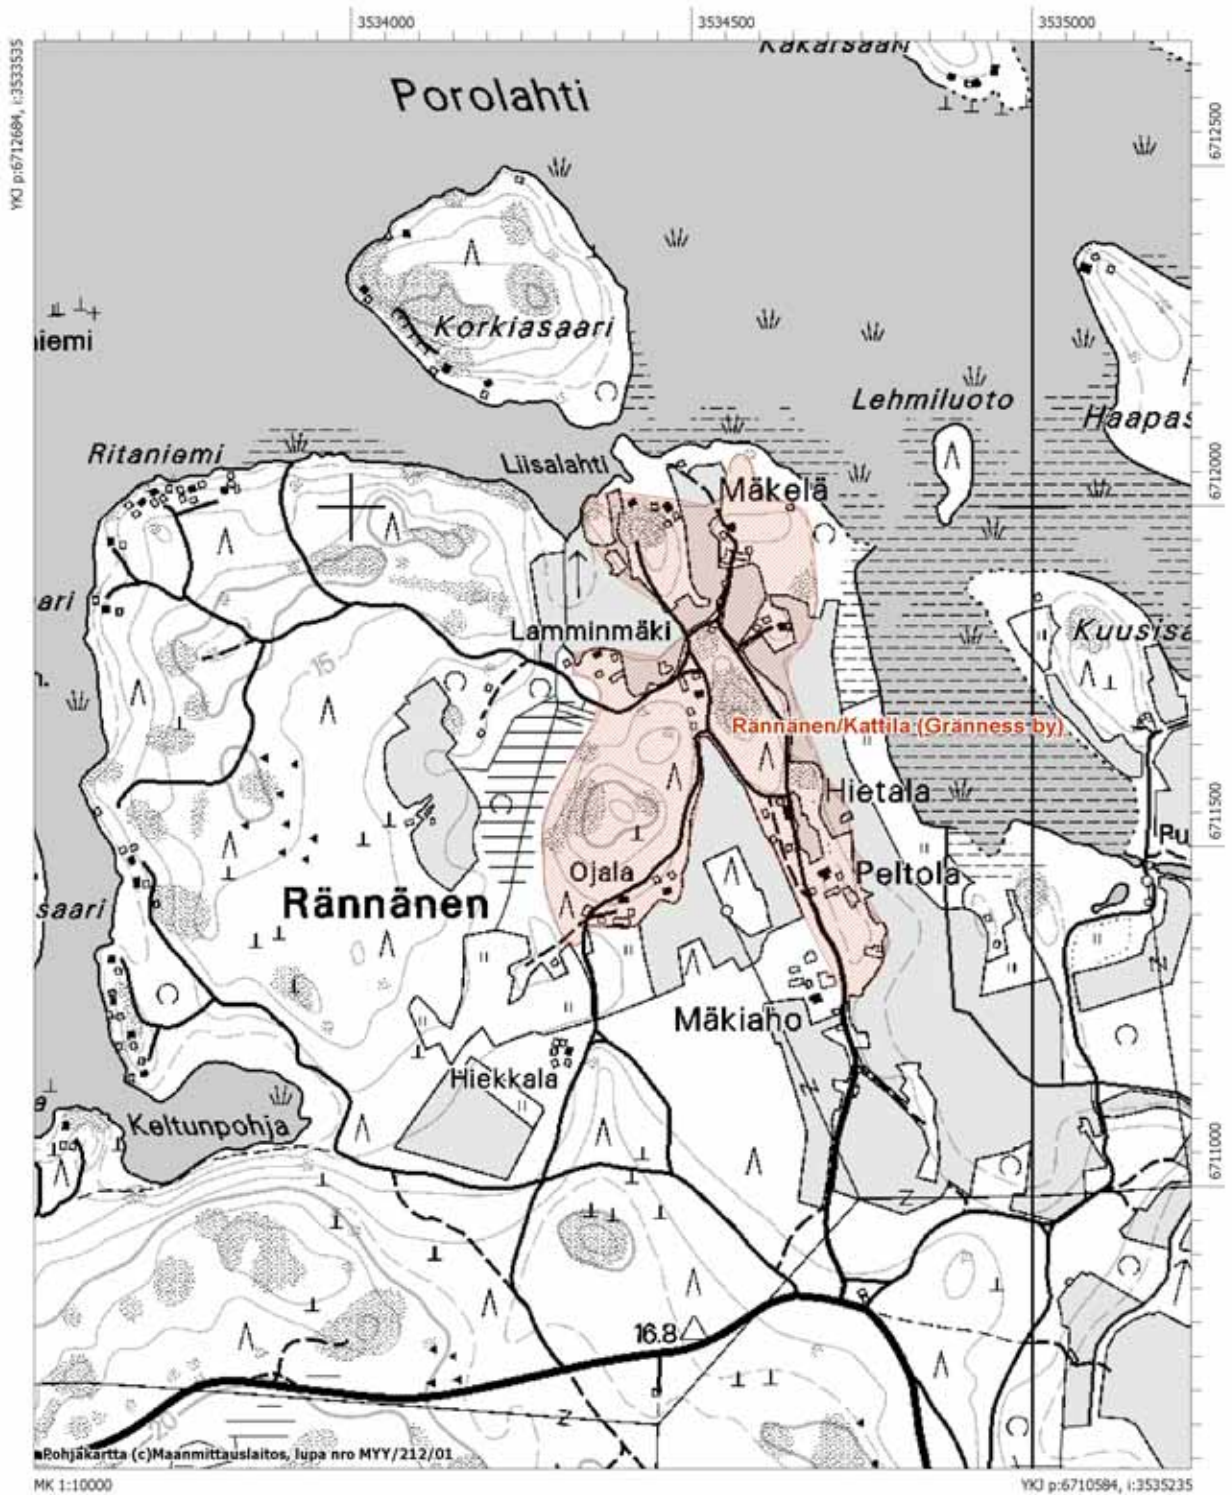 3534000
3534500
3535000
YKJ p:6712684, i:3533535
Kakarsaari
Porolahti
6712500
Korkiasaari
niemi
Lehmiluoto
Haapas
Ritaniemi
Liisalahti
Mäkelä
6712000
ari
Lamminmäki
Kuusisa
15
n.
Rännänen/Kattila (Gränness by)
Hietala
6711500
Pu
Ojala
Peltola
Rännänen
saari
Mäkiaho
Hiekkala
a
Keltunpohja
6711000
Z
Z
Z
16.8
20
Z
Pohjakartta (c)Maanmittauslaitos, lupa nro MYY/212/01
MK 1:10000
YKJ p:6710584, i:3535235